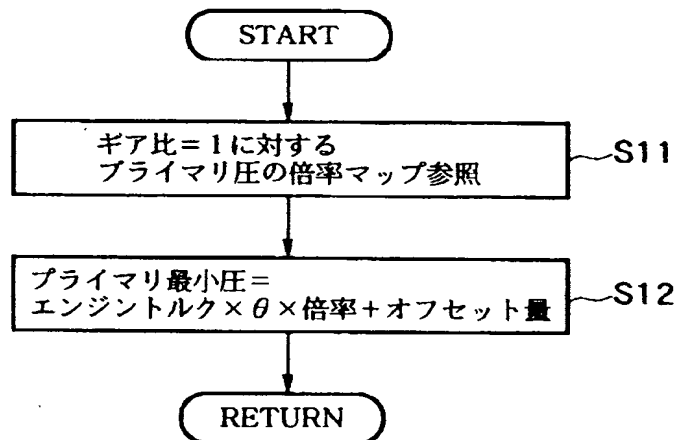 START
ギア比=1に対する
プライマリ圧の倍率マップ参照
S11
プライマリ最小圧=
エンジントルク×θ×倍率+オフセット量
S12
RETURN